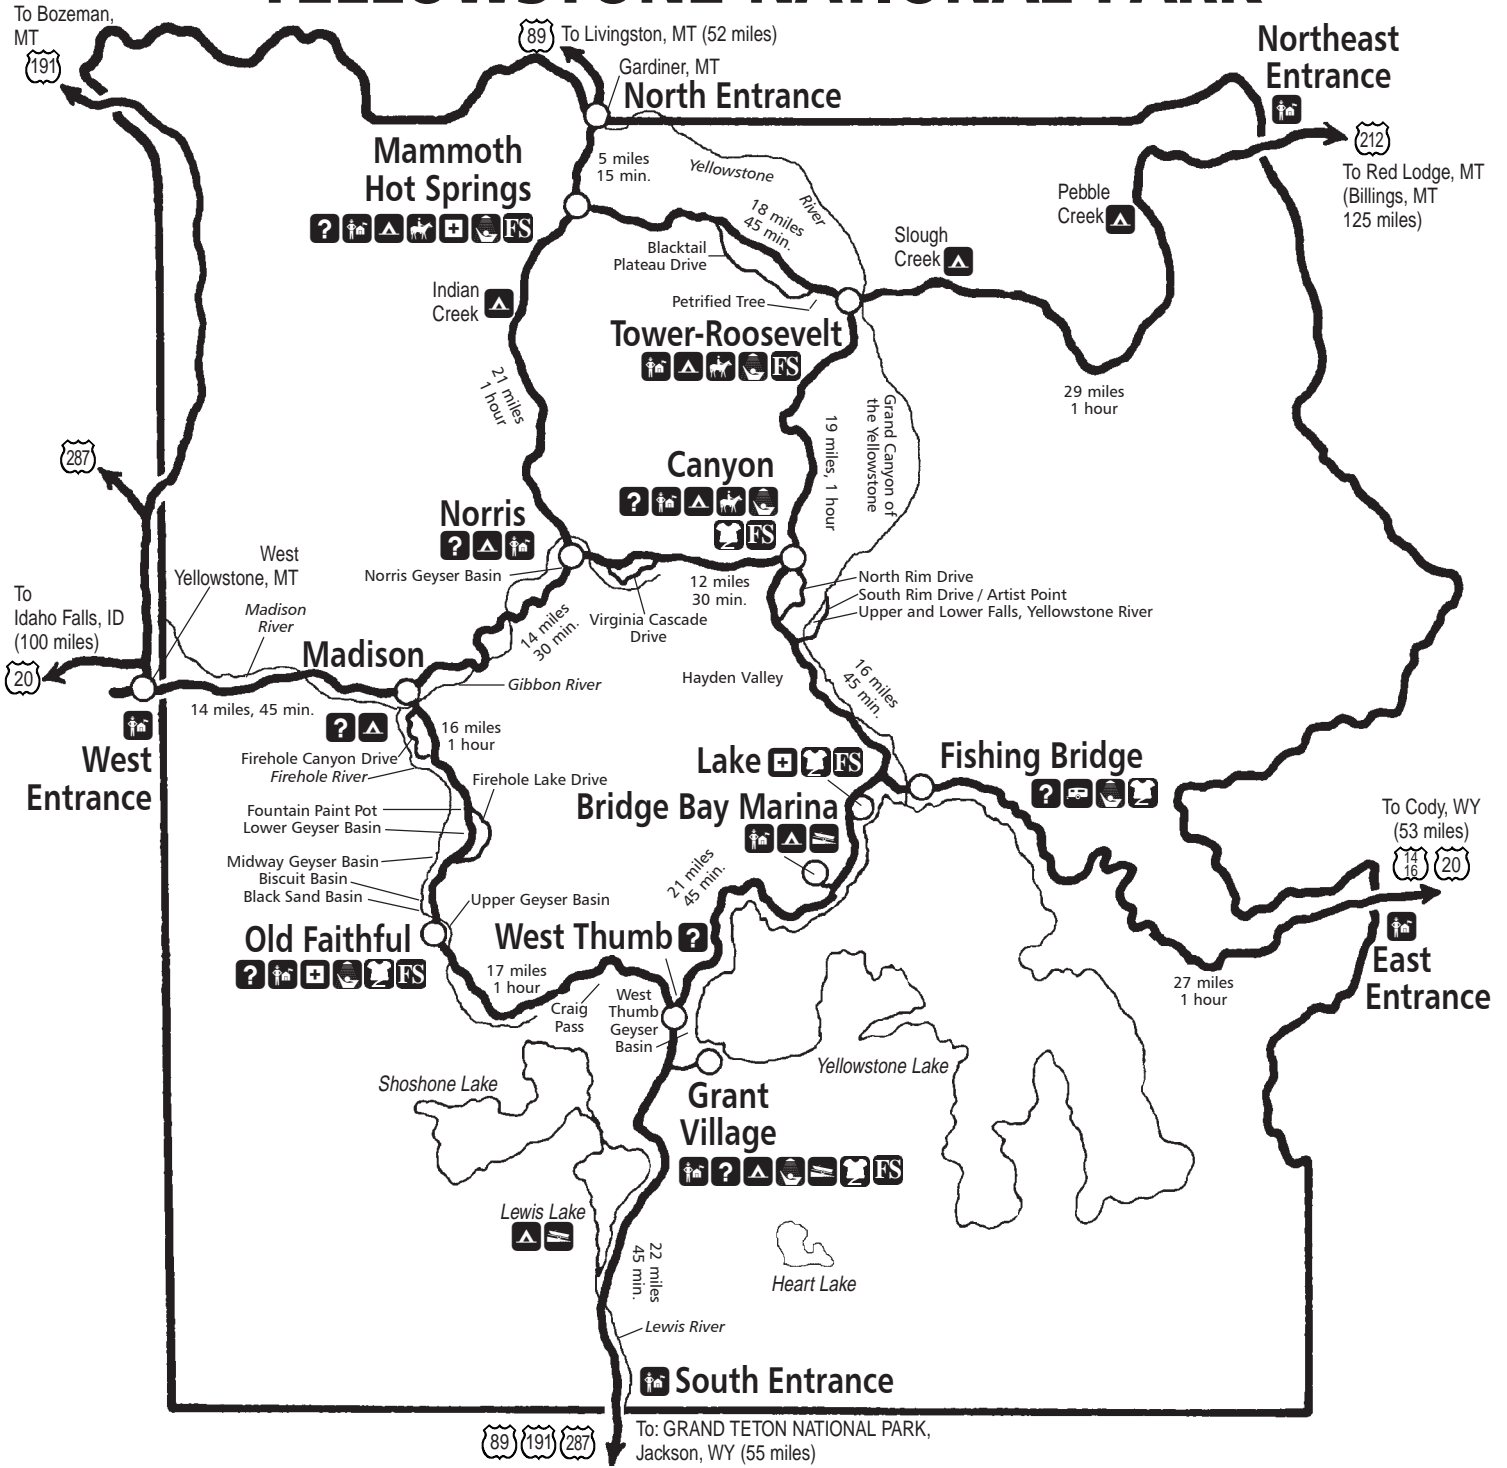 YELLOWSTONE NATIONAL PARK
To Bozeman,
MT
191
89
To Livingston, MT (52 miles)
Gardiner, MT
North Entrance
Northeast
Entrance
212
To Red Lodge, MT
(Billings, MT
125 miles)
Mammoth
Hot Springs
? FS
5 miles
15 min.
Yellowstone
River
18 miles
45 min.
Blacktail
Plateau Drive
Petrified Tree
Pebble
Creek
Slough
Creek
Indian
Creek
Tower-Roosevelt
FS
29 miles
1 hour
21 miles
1 hour
Grand Canyon of
the Yellowstone
19 miles, 1 hour
287
Canyon
?
FS
Norris
?
Norris Geyser Basin
West
Yellowstone, MT
12 miles
30 min.
Virginia Cascade
Drive
North Rim Drive
South Rim Drive / Artist Point
Upper and Lower Falls, Yellowstone River
To
Idaho Falls, ID
(100 miles)
20
Madison
River
14 miles
30 min.
Madison
?
Gibbon River
Hayden Valley
16 miles
45 min.
14 miles, 45 min.
16 miles
1 hour
West
Entrance
Firehole Canyon Drive
Firehole River
Firehole Lake Drive
Fountain Paint Pot
Lower Geyser Basin
Midway Geyser Basin
Biscuit Basin
Black Sand Basin
Upper Geyser Basin
Lake FS
Bridge Bay Marina
Fishing Bridge
?
To Cody, WY
(53 miles)
14
16
20
21 miles
45 min.
Old Faithful
? FS
West Thumb ?
17 miles
1 hour
Craig
Pass
West
Thumb
Geyser
Basin
27 miles
1 hour
East
Entrance
Yellowstone Lake
Shoshone Lake
Grant
Village
? FS
Lewis Lake
22 miles
45 min.
Heart Lake
Lewis River
South Entrance
89
191
287
To: GRAND TETON NATIONAL PARK,
Jackson, WY (55 miles)